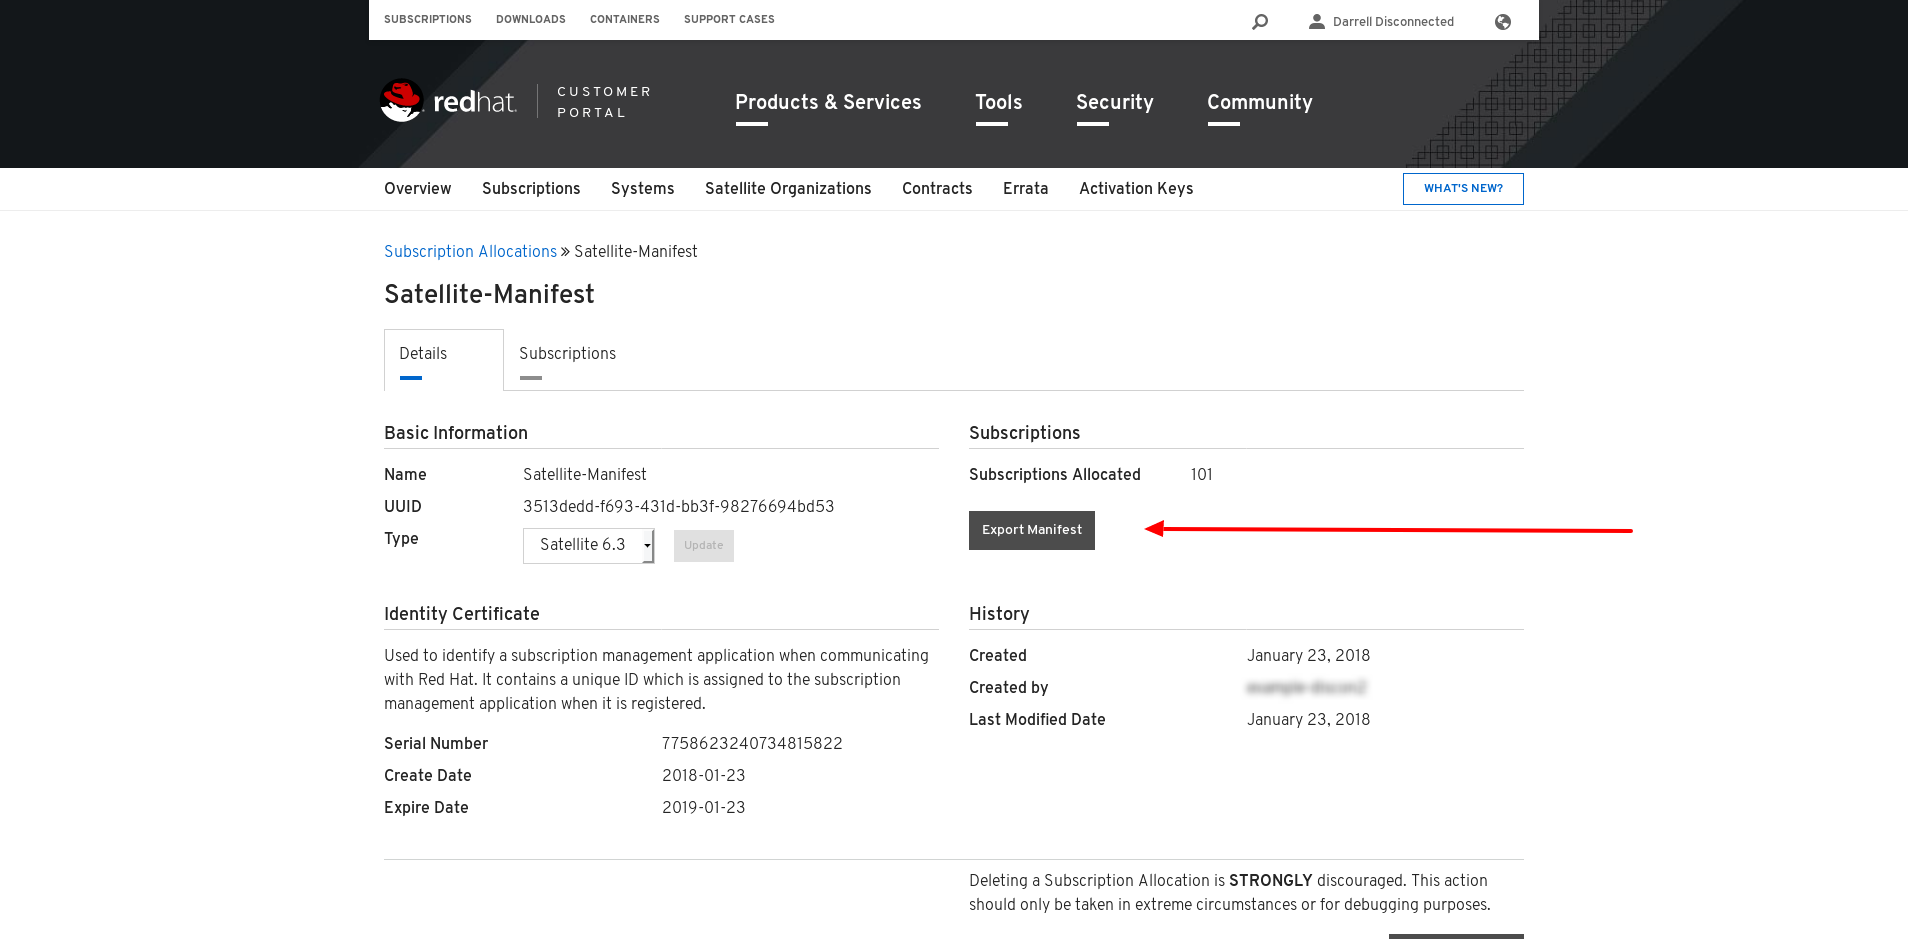 SUBSCRIPTIONS DOWNLOADS CONTAINERS SUPPORT CASES Darrell Disconnected
redhat. CUSTOMER PORTAL
Products & Services Tools Security Community
Overview Subscriptions Systems Satellite Organizations Contracts Errata Activation Keys WHAT'S NEW?
Subscription Allocations » Satellite-Manifest
Satellite-Manifest
Details Subscriptions
Basic Information
Name Satellite-Manifest
UUID 3513dedd-f693-431d-bb3f-98276694bd53
Type Satellite 6.3 Update
Subscriptions
Subscriptions Allocated 101
Export Manifest
Identity Certificate
Used to identify a subscription management application when communicating
with Red Hat. It contains a unique ID which is assigned to the subscription
management application when it is registered.
Serial Number 7758623240734815822
Create Date 2018-01-23
Expire Date 2019-01-23
History
Created January 23, 2018
Created by
Last Modified Date January 23, 2018
Deleting a Subscription Allocation is STRONGLY discouraged. This action
should only be taken in extreme circumstances or for debugging purposes.